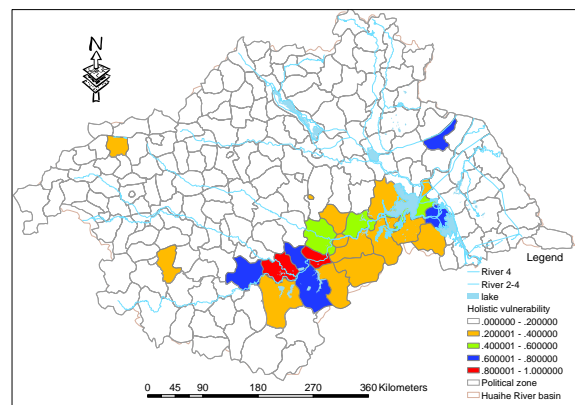 N
Legend
River 4
River 2-4
lake
Holistic vulnerability
.000000 - .200000
.200001 - .400000
.400001 - .600000
.600001 - .800000
.800001 - 1.000000
Political zone
Huaihe River basin
0 45 90 180 270 360 Kilometers